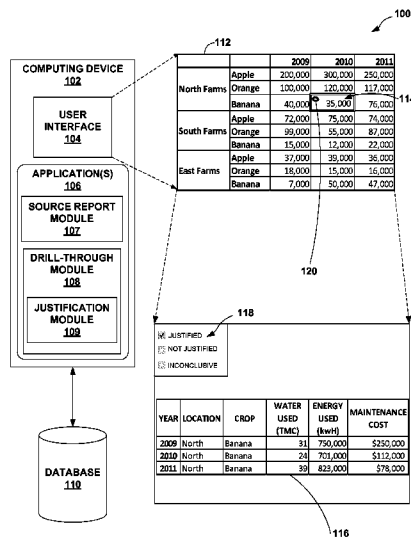 100
112
COMPUTING DEVICE
102
USER
INTERFACE
104
APPLICATION(S)
106
SOURCE REPORT
MODULE
107
DRILL-THROUGH
MODULE
108
JUSTIFICATION
MODULE
109
DATABASE
110
2009 2010 2011
North Farms Apple 200,000 300,000 250,000
Orange 100,000 120,000 117,000
Banana 40,000 35,000 76,000
South Farms Apple 72,000 75,000 74,000
Orange 99,000 55,000 87,000
Banana 15,000 12,000 22,000
East Farms Apple 37,000 39,000 36,000
Orange 18,000 15,000 16,000
Banana 7,000 50,000 47,000
120
118
JUSTIFIED
NOT JUSTIFIED
INCONCLUSIVE
YEAR LOCATION CROP WATER USED (TMC) ENERGY USED (kwH) MAINTENANCE COST
2009 North Banana 31 750,000 $250,000
2010 North Banana 24 701,000 $112,000
2011 North Banana 39 823,000 $78,000
116